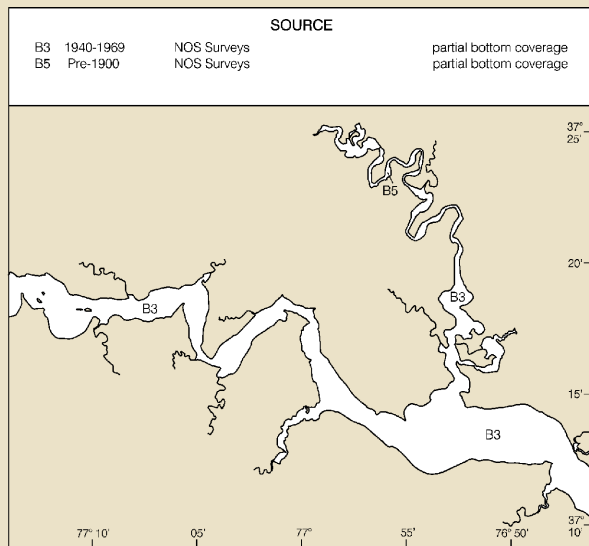 SOURCE
B3 1940-1969 NOS Surveys partial bottom coverage
B5 Pre-1900 NOS Surveys partial bottom coverage
37°
25'
B5
20'
B3
B3
15'
B3
37°
10'
77° 10' 05' 77° 55' 76° 50'